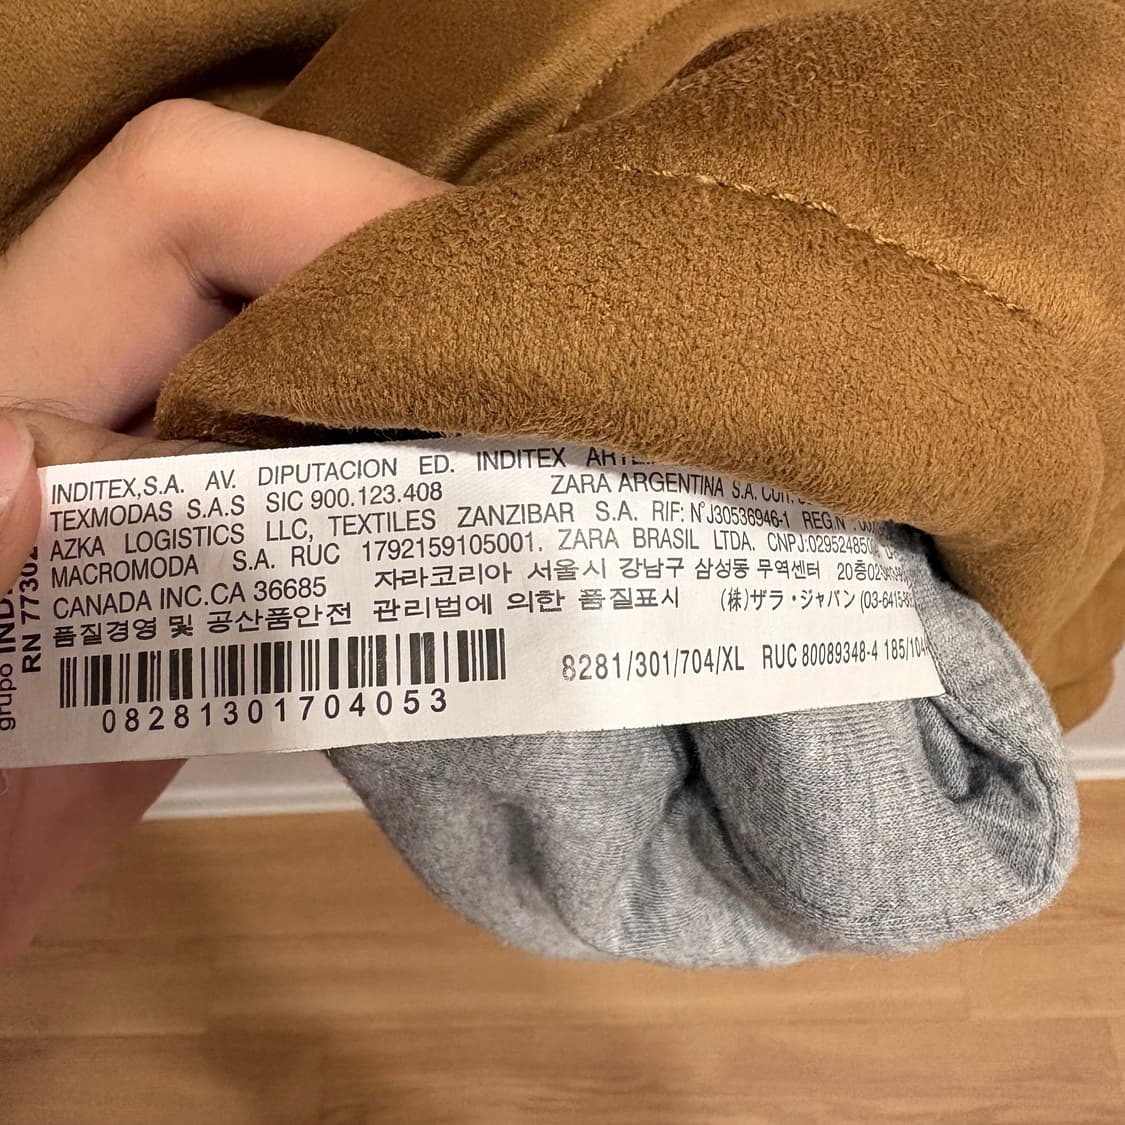 INDITEX,S.A. AV. DIPUTACION ED. INDITEX
TEXMODAS S.A.S SIC 900.123.408 ZARA ARGENTINA S.A.
AZKA LOGISTICS LLC, TEXTILES ZANZIBAR S.A. RIF: NºJ30536946-1 REG.Nº
MACROMODA S.A. RUC 1792159105001. ZARA BRASIL LTDA.
CANADA INC.CA 36685 자라코리아 서울시 강남구 삼성동 무역센터
품질경영 및 공산품안전 관리법에 의한 품질표시 (株)ザラ・ジャパン
8281/301/704/XL RUC 80089348-4
08281301704053
grupo